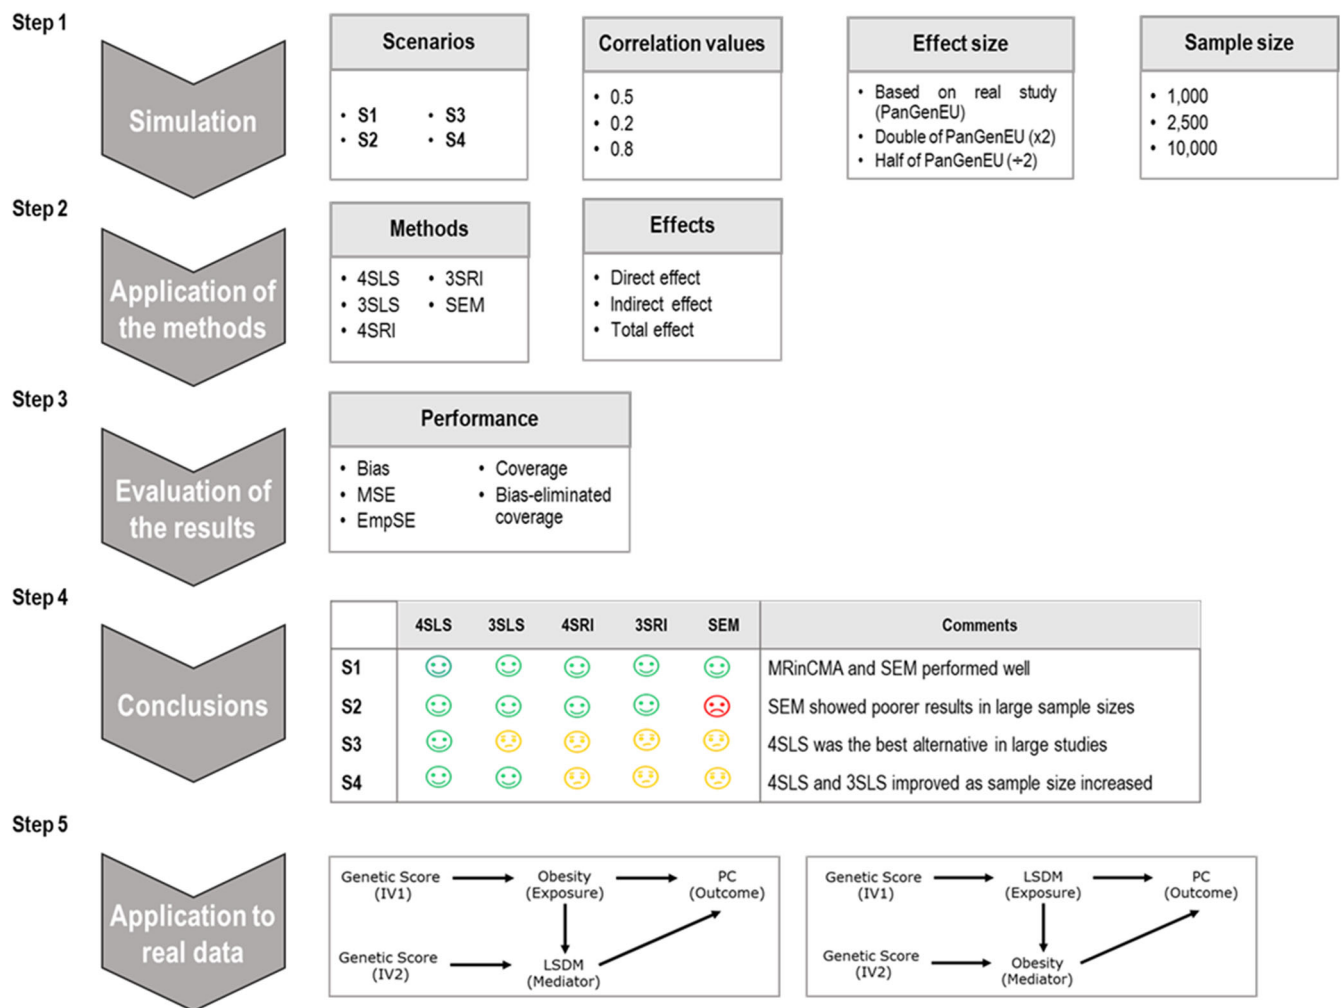 Step 1
Simulation
Scenarios
• S1 • S3
• S2 • S4
Correlation values
• 0.5
• 0.2
• 0.8
Effect size
• Based on real study
(PanGenEU)
• Double of PanGenEU (x2)
• Half of PanGenEU (÷2)
Sample size
• 1,000
• 2,500
• 10,000
Step 2
Application of
the methods
Methods
• 4SLS • 3SRI
• 3SLS • SEM
• 4SRI
Effects
• Direct effect
• Indirect effect
• Total effect
Step 3
Evaluation of
the results
Performance
• Bias • Coverage
• MSE • Bias-eliminated
• EmpSE coverage
Step 4
Conclusions
4SLS 3SLS 4SRI 3SRI SEM Comments
S1 MRinCMA and SEM performed well
S2 SEM showed poorer results in large sample sizes
S3 4SLS was the best alternative in large studies
S4 4SLS and 3SLS improved as sample size increased
Step 5
Application to
real data
Genetic Score
(IV1)
Obesity
(Exposure)
PC
(Outcome)
Genetic Score
(IV2)
LSDM
(Mediator)
Genetic Score
(IV1)
LSDM
(Exposure)
PC
(Outcome)
Genetic Score
(IV2)
Obesity
(Mediator)